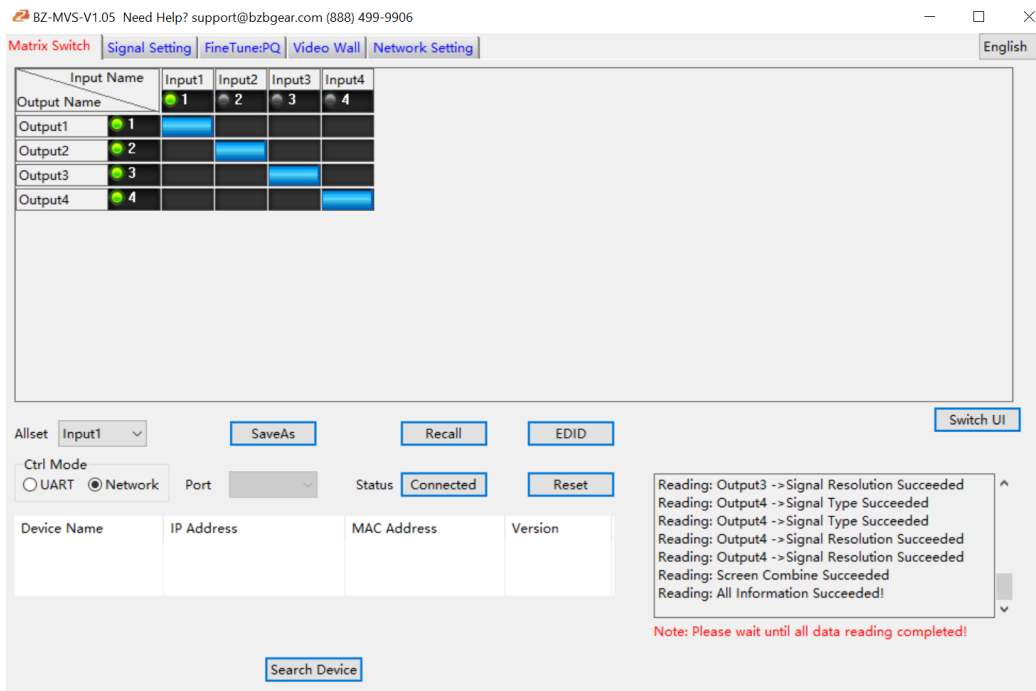 BZ-MVS-V1.05 Need Help? support@bzbgear.com (888) 499-9906
Matrix Switch Signal Setting FineTune:PQ Video Wall Network Setting English
Input Name Input1 Input2 Input3 Input4
Output Name 1 2 3 4
Output1 1
Output2 2
Output3 3
Output4 4
Switch UI
Allset Input1 SaveAs Recall EDID
Ctrl Mode
UART Network Port Status Connected Reset
Device Name IP Address MAC Address Version
Reading: Output3 ->Signal Resolution Succeeded
Reading: Output4 ->Signal Type Succeeded
Reading: Output4 ->Signal Type Succeeded
Reading: Output4 ->Signal Resolution Succeeded
Reading: Output4 ->Signal Resolution Succeeded
Reading: Screen Combine Succeeded
Reading: All Information Succeeded!
Note: Please wait until all data reading completed!
Search Device